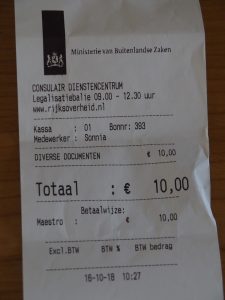 Ministerie van Buitenlandse Zaken
CONSULAIR DIENSTENCENTRUM
Legalisatiebalie 09.00 - 12.30 uur
www.rijksoverheid.nl
Kassa : 01 Bonnr: 393
Medewerker : Somnia
DIVERSE DOCUMENTEN € 10,00
Totaal : € 10,00
Betaalwijze:
Maestro : € 10,00
Excl.BTW BTW % BTW bedrag
16-10-18 10:27